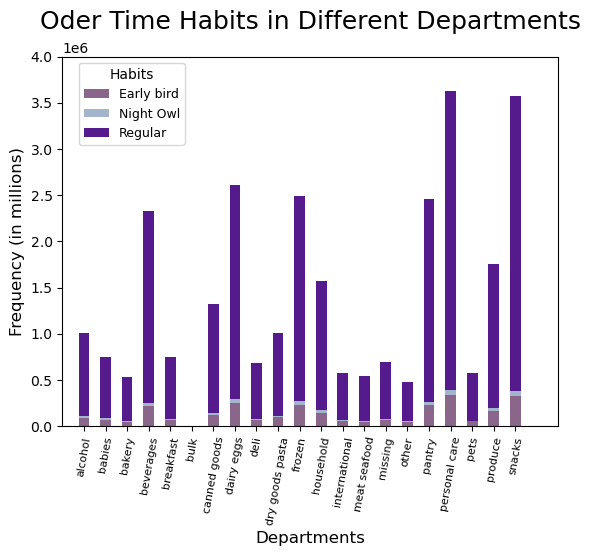 Oder Time Habits in Different Departments
1e6
4.0
3.5
3.0
2.5
2.0
1.5
1.0
0.5
0.0
Frequency (in millions)
Habits
Early bird
Night Owl
Regular
alcohol
babies
bakery
beverages
breakfast
bulk
canned goods
dairy eggs
deli
dry goods pasta
frozen
household
international
meat seafood
missing
other
pantry
personal care
pets
produce
snacks
Departments